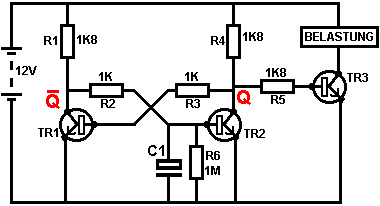 BELASTUNG
R1
1K8
R4
1K8
12V
1K
1K
1K8
Q̅
R2
R3
Q
R5
TR3
TR1
TR2
C1
R6
1M